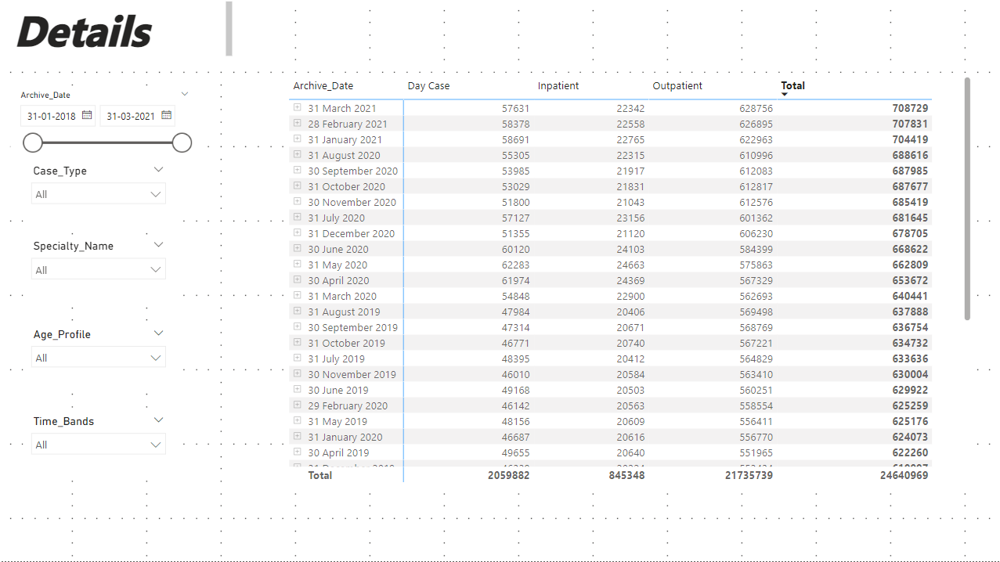 Details
Archive_Date
31-01-2018 31-03-2021
Case_Type
All
Specialty_Name
All
Age_Profile
All
Time_Bands
All
Archive_Date Day Case Inpatient Outpatient Total
31 March 2021 57631 22342 628756 708729
28 February 2021 58378 22558 626895 707831
31 January 2021 58691 22765 622963 704419
31 August 2020 55305 22315 610996 688616
30 September 2020 53985 21917 612083 687985
31 October 2020 53029 21831 612817 687677
30 November 2020 51800 21043 612576 685419
31 July 2020 57127 23156 601362 681645
31 December 2020 51355 21120 606230 678705
30 June 2020 60120 24103 584399 668622
31 May 2020 62283 24663 575863 662809
30 April 2020 61974 24369 567329 653672
31 March 2020 54848 22900 562693 640441
31 August 2019 47984 20406 569498 637888
30 September 2019 47314 20671 568769 636754
31 October 2019 46771 20740 567221 634732
31 July 2019 48395 20412 564829 633636
30 November 2019 46010 20584 563410 630004
30 June 2019 49168 20503 560251 629922
29 February 2020 46142 20563 558554 625259
31 May 2019 48156 20609 556411 625176
31 January 2020 46687 20616 556770 624073
30 April 2019 49655 20640 551965 622260
Total 2059882 845348 21735739 24640969